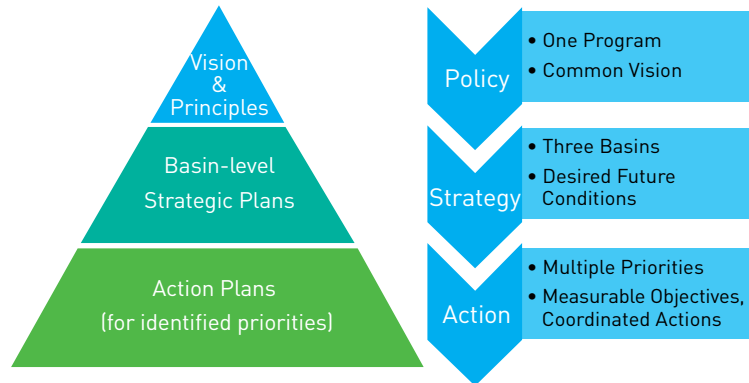 Vision
&
Principles
Basin-level
Strategic Plans
Action Plans
(for identified priorities)
Policy
• One Program
• Common Vision
Strategy
• Three Basins
• Desired Future
Conditions
Action
• Multiple Priorities
• Measurable Objectives,
Coordinated Actions